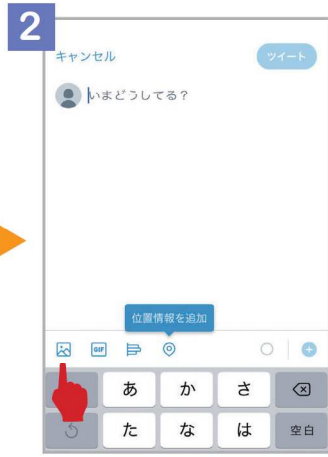 2
キャンセル ツイート
いまどうしてる？
位置情報を追加
GIF
あ か さ
た な は 空白